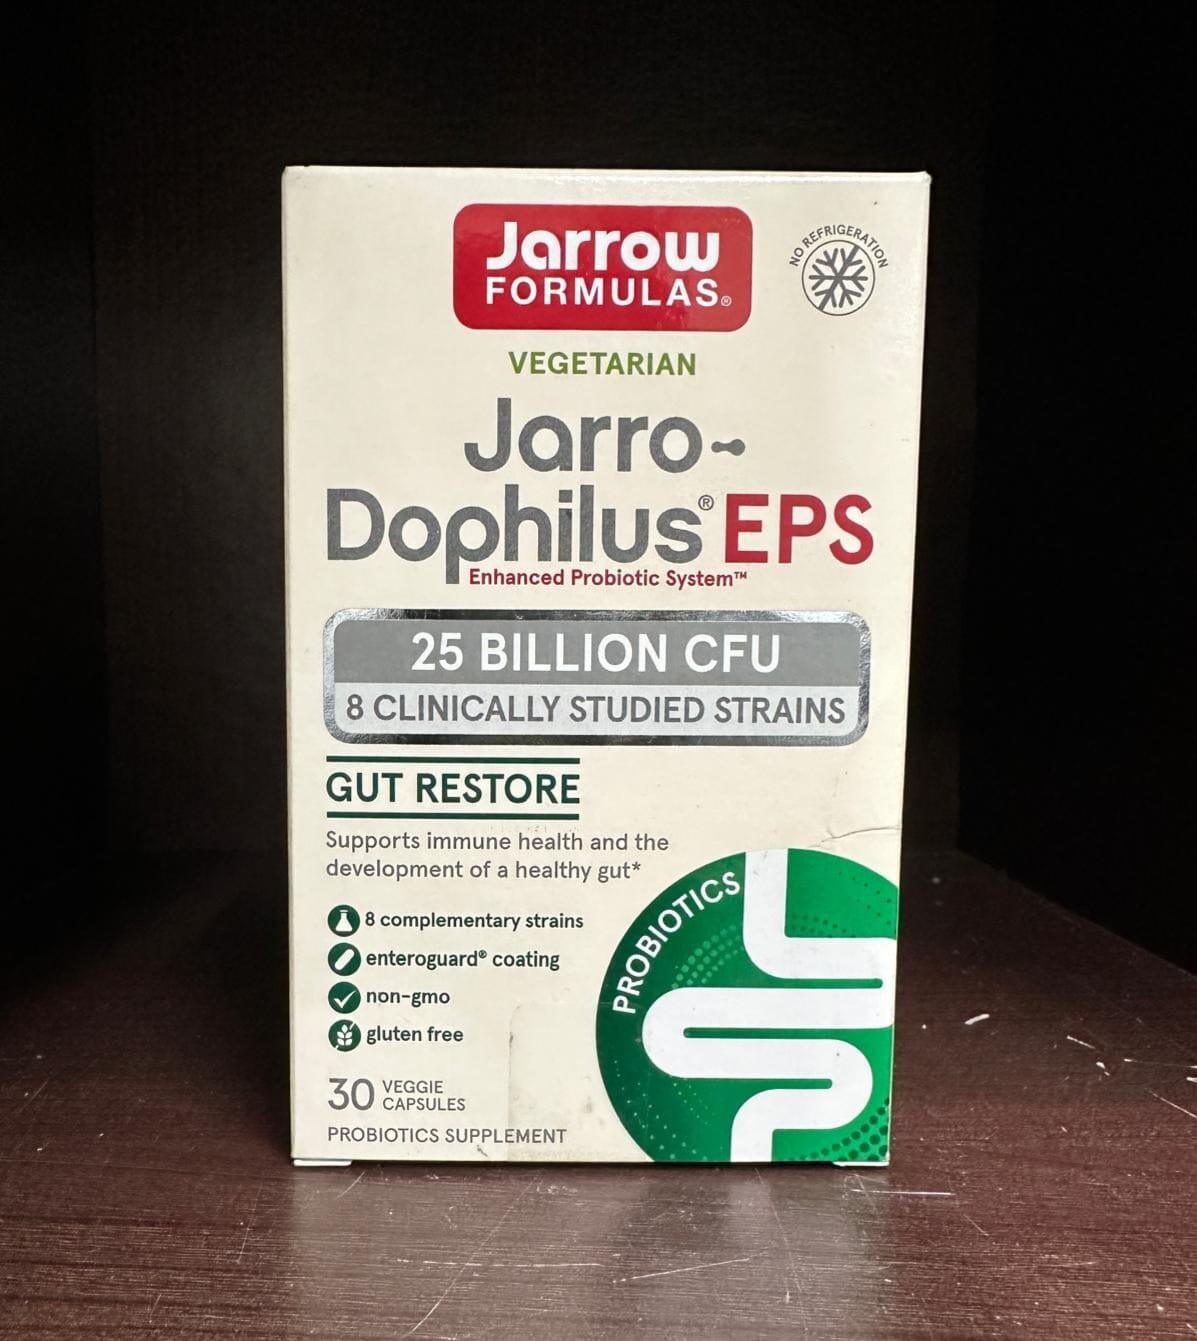 Jarrow
FORMULAS®
NO REFRIGERATION
VEGETARIAN
Jarro-
Dophilus® EPS
Enhanced Probiotic System™
25 BILLION CFU
8 CLINICALLY STUDIED STRAINS
GUT RESTORE
Supports immune health and the
development of a healthy gut*
8 complementary strains
enteroguard® coating
non-gmo
gluten free
30 VEGGIE
CAPSULES
PROBIOTICS SUPPLEMENT
PROBIOTICS